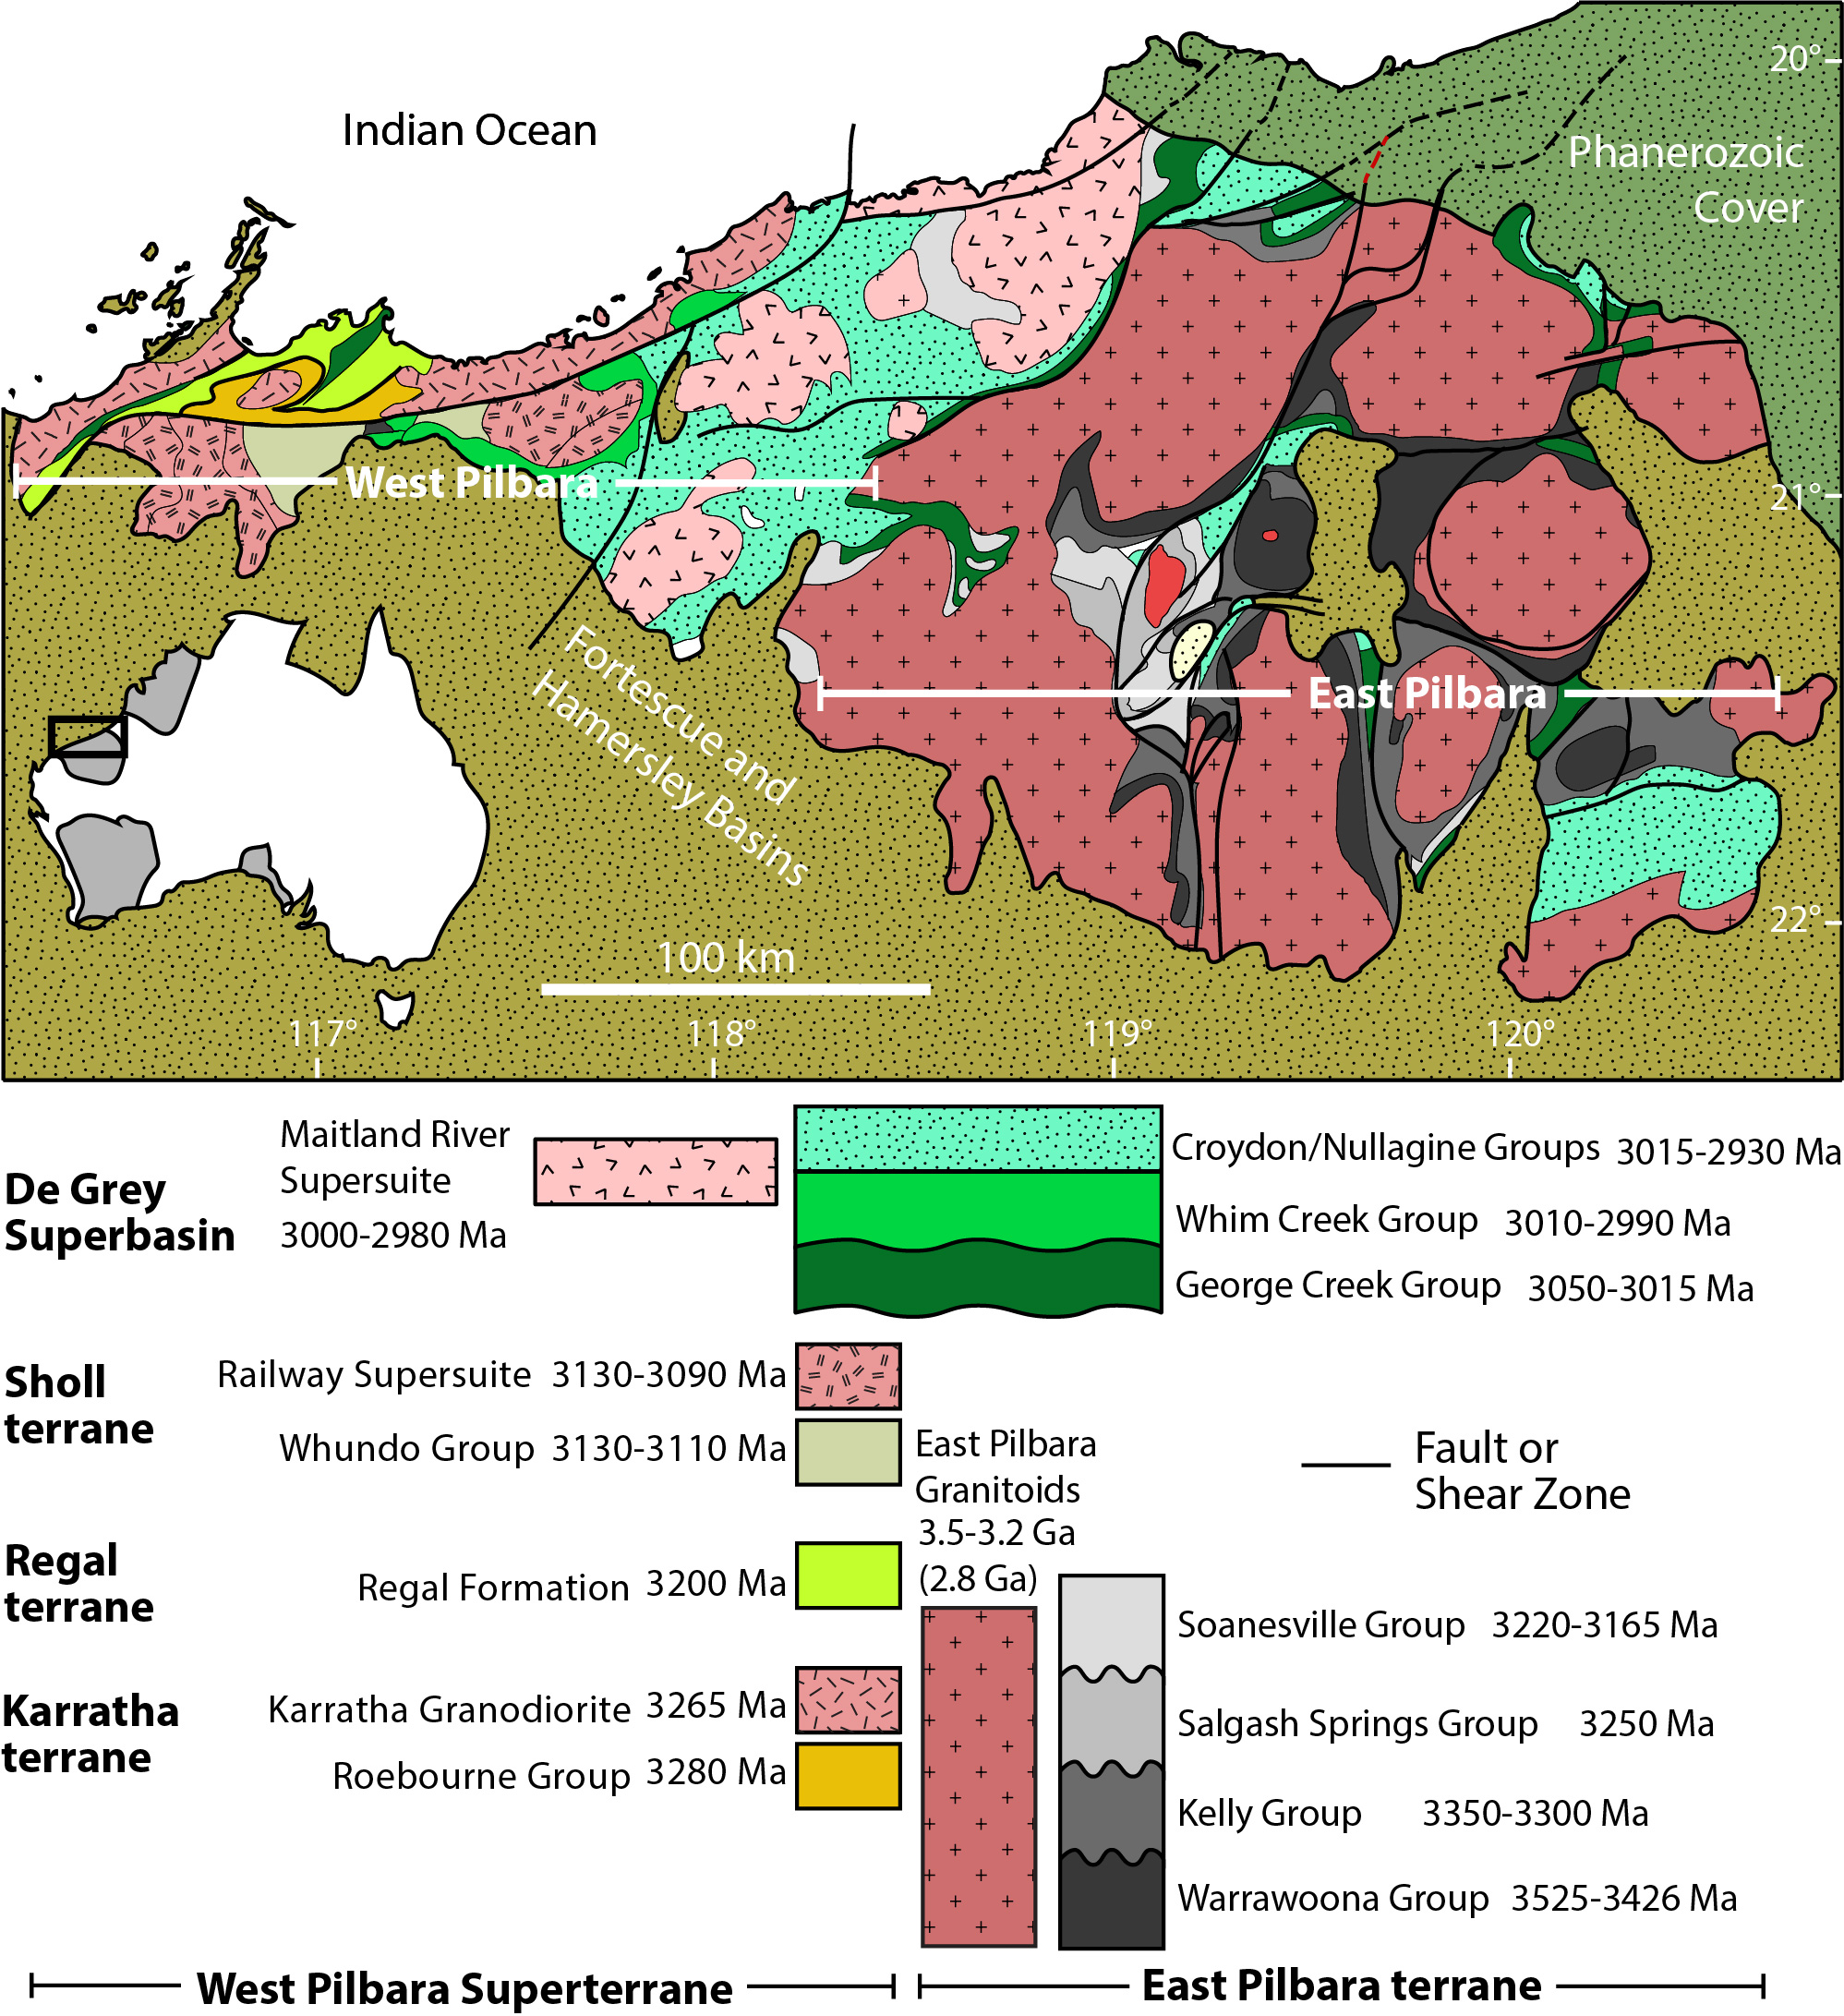 Indian Ocean
20°
Phanerozoic
Cover
West Pilbara
21°
Fortescue and
Hamersley Basins
East Pilbara
22°
100 km
117°
118°
119°
120°
De Grey
Superbasin
Maitland River
Supersuite
3000-2980 Ma
Croydon/Nullagine Groups 3015-2930 Ma
Whim Creek Group 3010-2990 Ma
George Creek Group 3050-3015 Ma
Sholl
terrane
Railway Supersuite 3130-3090 Ma
Whundo Group 3130-3110 Ma
East Pilbara
Granitoids
3.5-3.2 Ga
(2.8 Ga)
Fault or
Shear Zone
Regal
terrane
Regal Formation 3200 Ma
Karratha
terrane
Karratha Granodiorite 3265 Ma
Roebourne Group 3280 Ma
Soanesville Group 3220-3165 Ma
Salgash Springs Group 3250 Ma
Kelly Group 3350-3300 Ma
Warrawoona Group 3525-3426 Ma
West Pilbara Superterrane
East Pilbara terrane